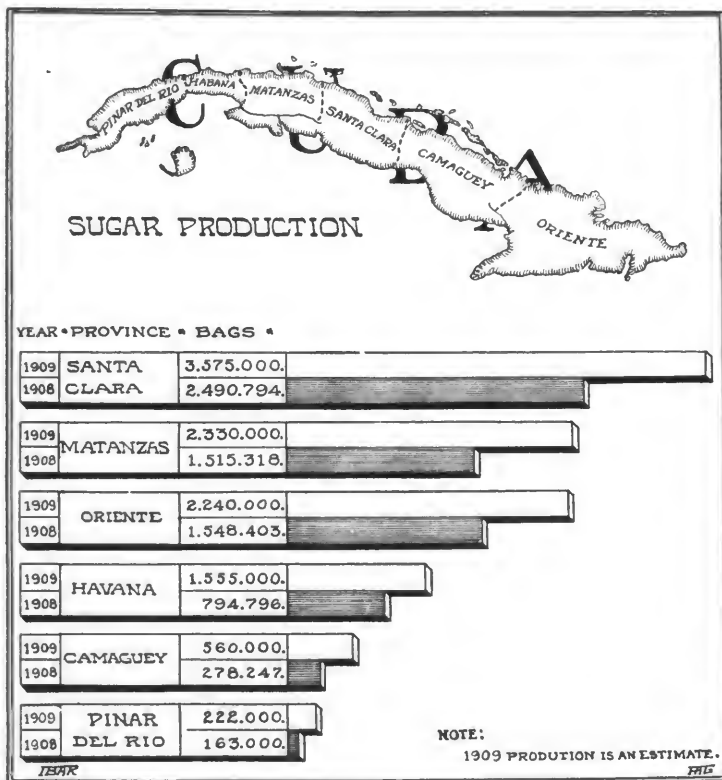 CUBA
PINAR DEL RIO
HABANA
MATANZAS
SANTA CLARA
CAMAGUEY
ORIENTE
SUGAR PRODUCTION
YEAR • PROVINCE • BAGS •
1909 SANTA 3.575.000.
1908 CLARA 2.490.794.
1909 2.330.000.
MATANZAS
1908 1.515.318.
1909 2.240.000.
ORIENTE
1908 1.548.403.
1909 1.555.000.
HAVANA
1908 794.796.
1909 560.000.
CAMAGUEY
1908 278.247.
1909 PINAR 222.000.
1908 DEL RIO 163.000.
NOTE:
1909 PRODUTION IS AN ESTIMATE.